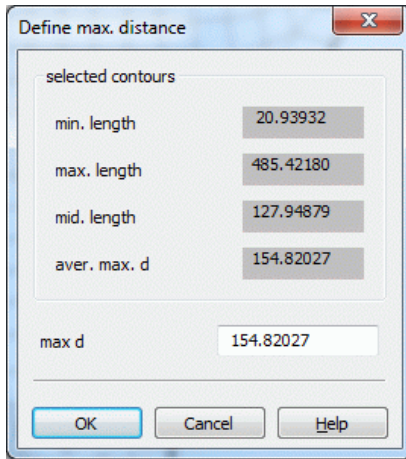 Define max. distance
selected contours
min. length 20.93932
max. length 485.42180
mid. length 127.94879
aver. max. d 154.82027
max d 154.82027
OK Cancel Help